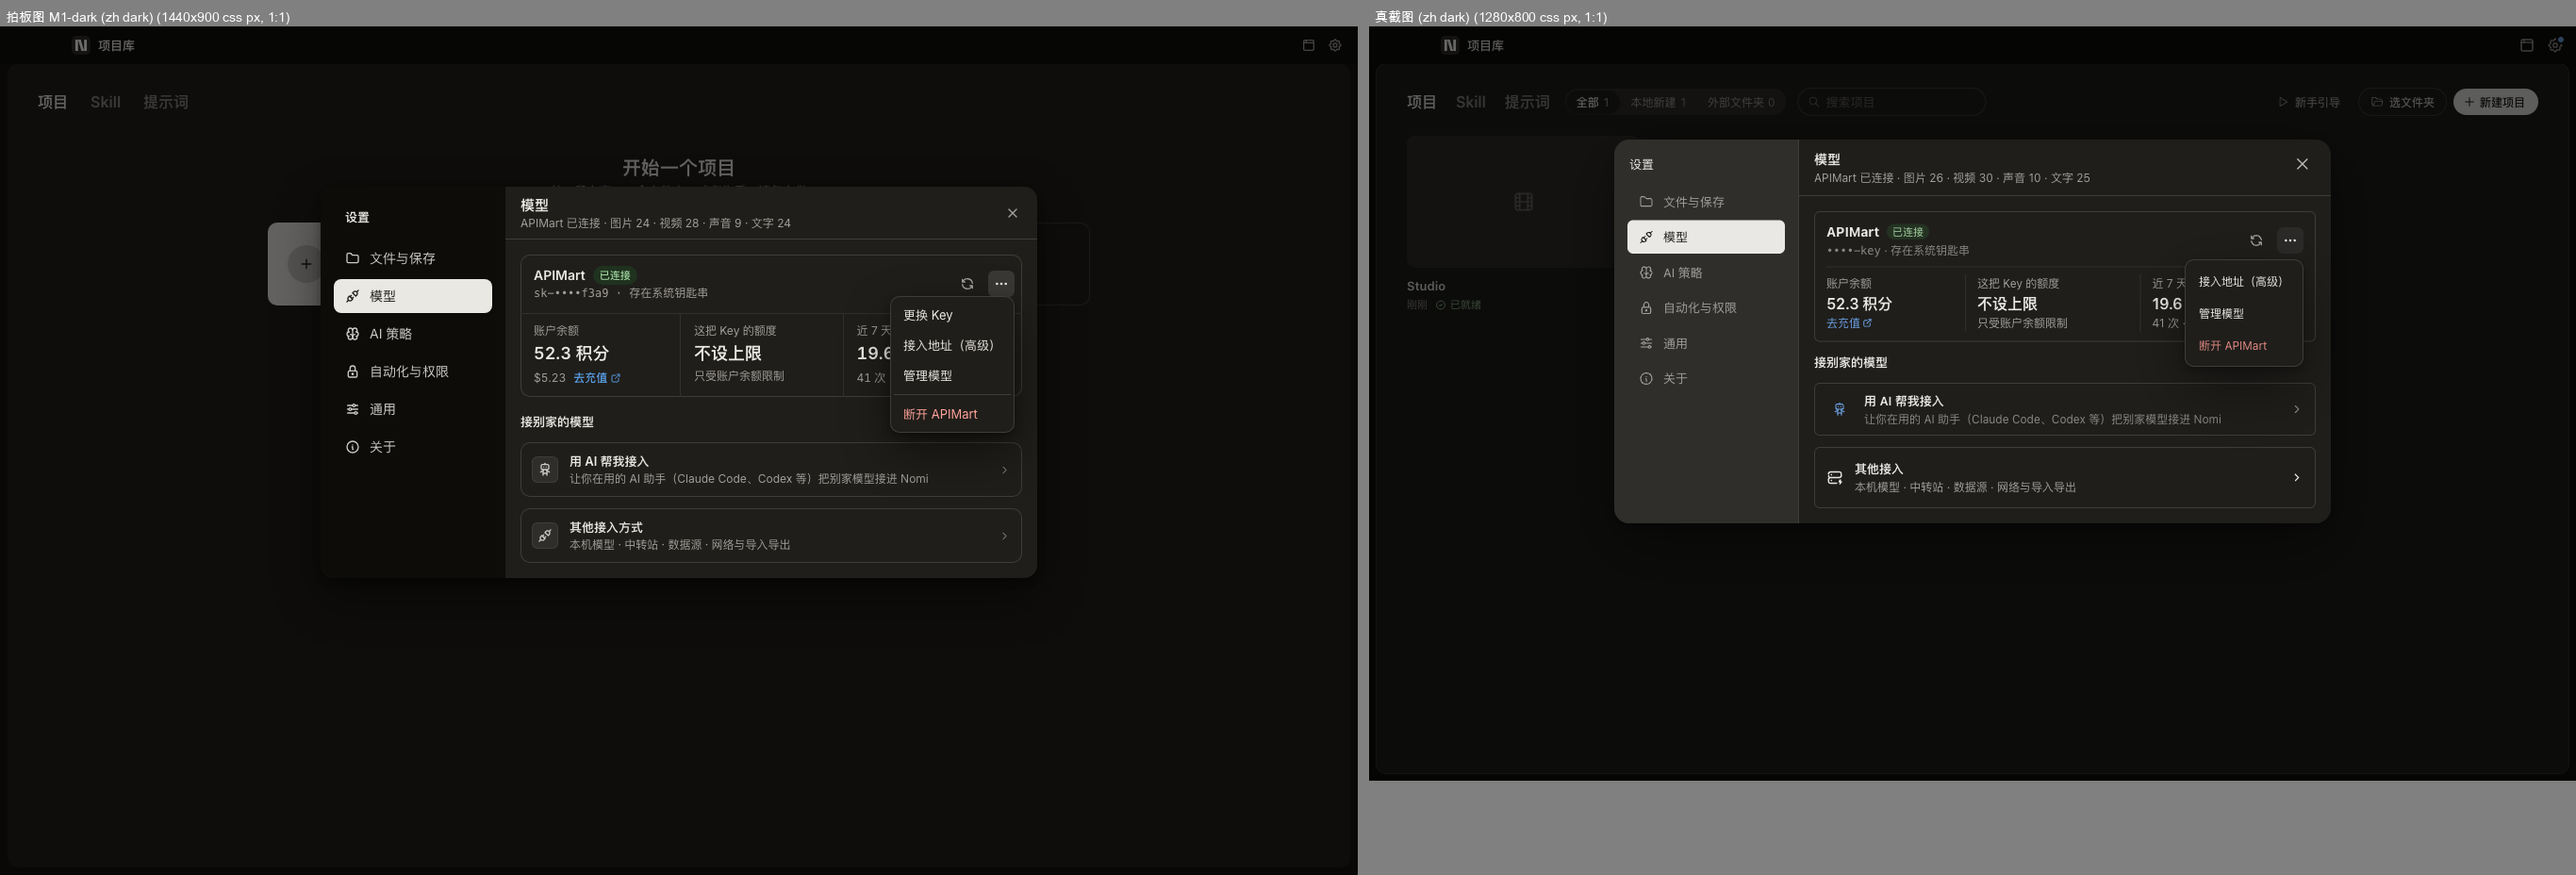 拍板图 M1-dark (zh dark) (1440x900 css px, 1:1)
项目库
项目 Skill 提示词
开始一个项目
设置
文件与保存
模型
AI 策略
自动化与权限
通用
关于
模型
APIMart 已连接 · 图片 24 · 视频 28 · 声音 9 · 文字 24
APIMart 已连接
sk-••••f3a9 · 存在系统钥匙串
账户余额
52.3 积分
$5.23 去充值
这把 Key 的额度
不设上限
只受账户余额限制
近 7 天
19.6
41 次
更换 Key
接入地址（高级）
管理模型
断开 APIMart
接别家的模型
用 AI 帮我接入
让你在用的 AI 助手（Claude Code、Codex 等）把别家模型接进 Nomi
其他接入方式
本机模型 · 中转站 · 数据源 · 网络与导入导出
真截图 (zh dark) (1280x800 css px, 1:1)
项目库
项目 Skill 提示词 全部 1 本地新建 1 外部文件夹 0 搜索项目 新手引导 选文件夹 新建项目
Studio
刚刚 已就绪
设置
文件与保存
模型
AI 策略
自动化与权限
通用
关于
模型
APIMart 已连接 · 图片 26 · 视频 30 · 声音 10 · 文字 25
APIMart 已连接
••••-key · 存在系统钥匙串
账户余额
52.3 积分
去充值
这把 Key 的额度
不设上限
只受账户余额限制
近 7 天
19.6
41 次
接入地址（高级）
管理模型
断开 APIMart
接别家的模型
用 AI 帮我接入
让你在用的 AI 助手（Claude Code、Codex 等）把别家模型接进 Nomi
其他接入
本机模型 · 中转站 · 数据源 · 网络与导入导出